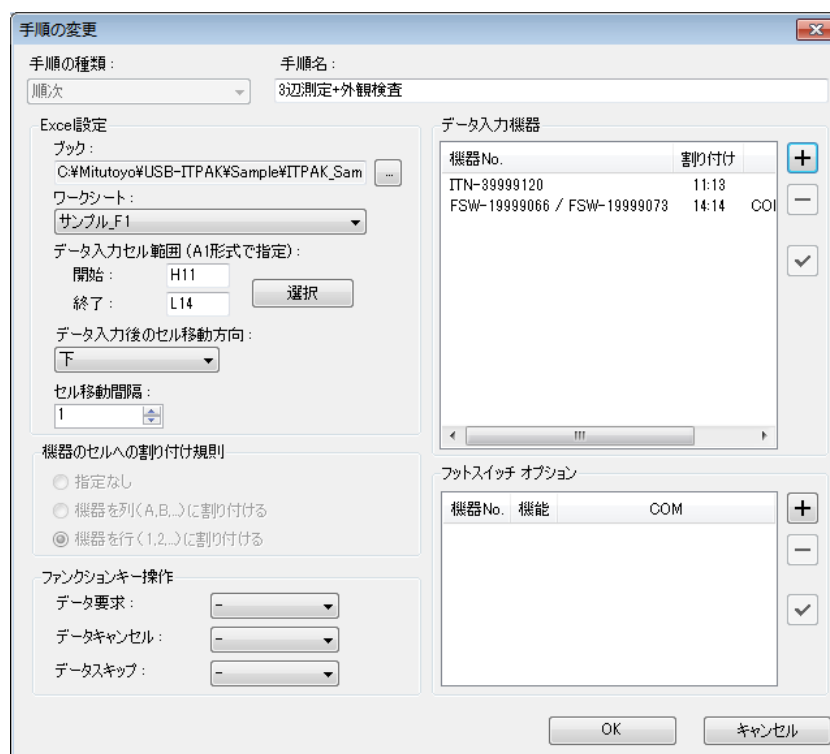 手順の変更
手順の種類:
順次
手順名:
3辺測定+外観検査
Excel設定
ブック:
C:¥Mitutoyo¥USB-ITPAK¥Sample¥ITPAK_Sam
...
ワークシート:
サンプル_F1
データ入力セル範囲(A1形式で指定):
開始: H11
終了: L14
選択
データ入力後のセル移動方向:
下
セル移動間隔:
1
機器のセルへの割り付け規則
指定なし
機器を列(A,B,..)に割り付ける
機器を行(1,2,..)に割り付ける
ファンクションキー操作
データ要求: -
データキャンセル: -
データスキップ: -
データ入力機器
機器No. 割り付け
ITN-39999120 11:13
FSW-19999066 / FSW-19999073 14:14 COI
フットスイッチ オプション
機器No. 機能 COM
OK キャンセル